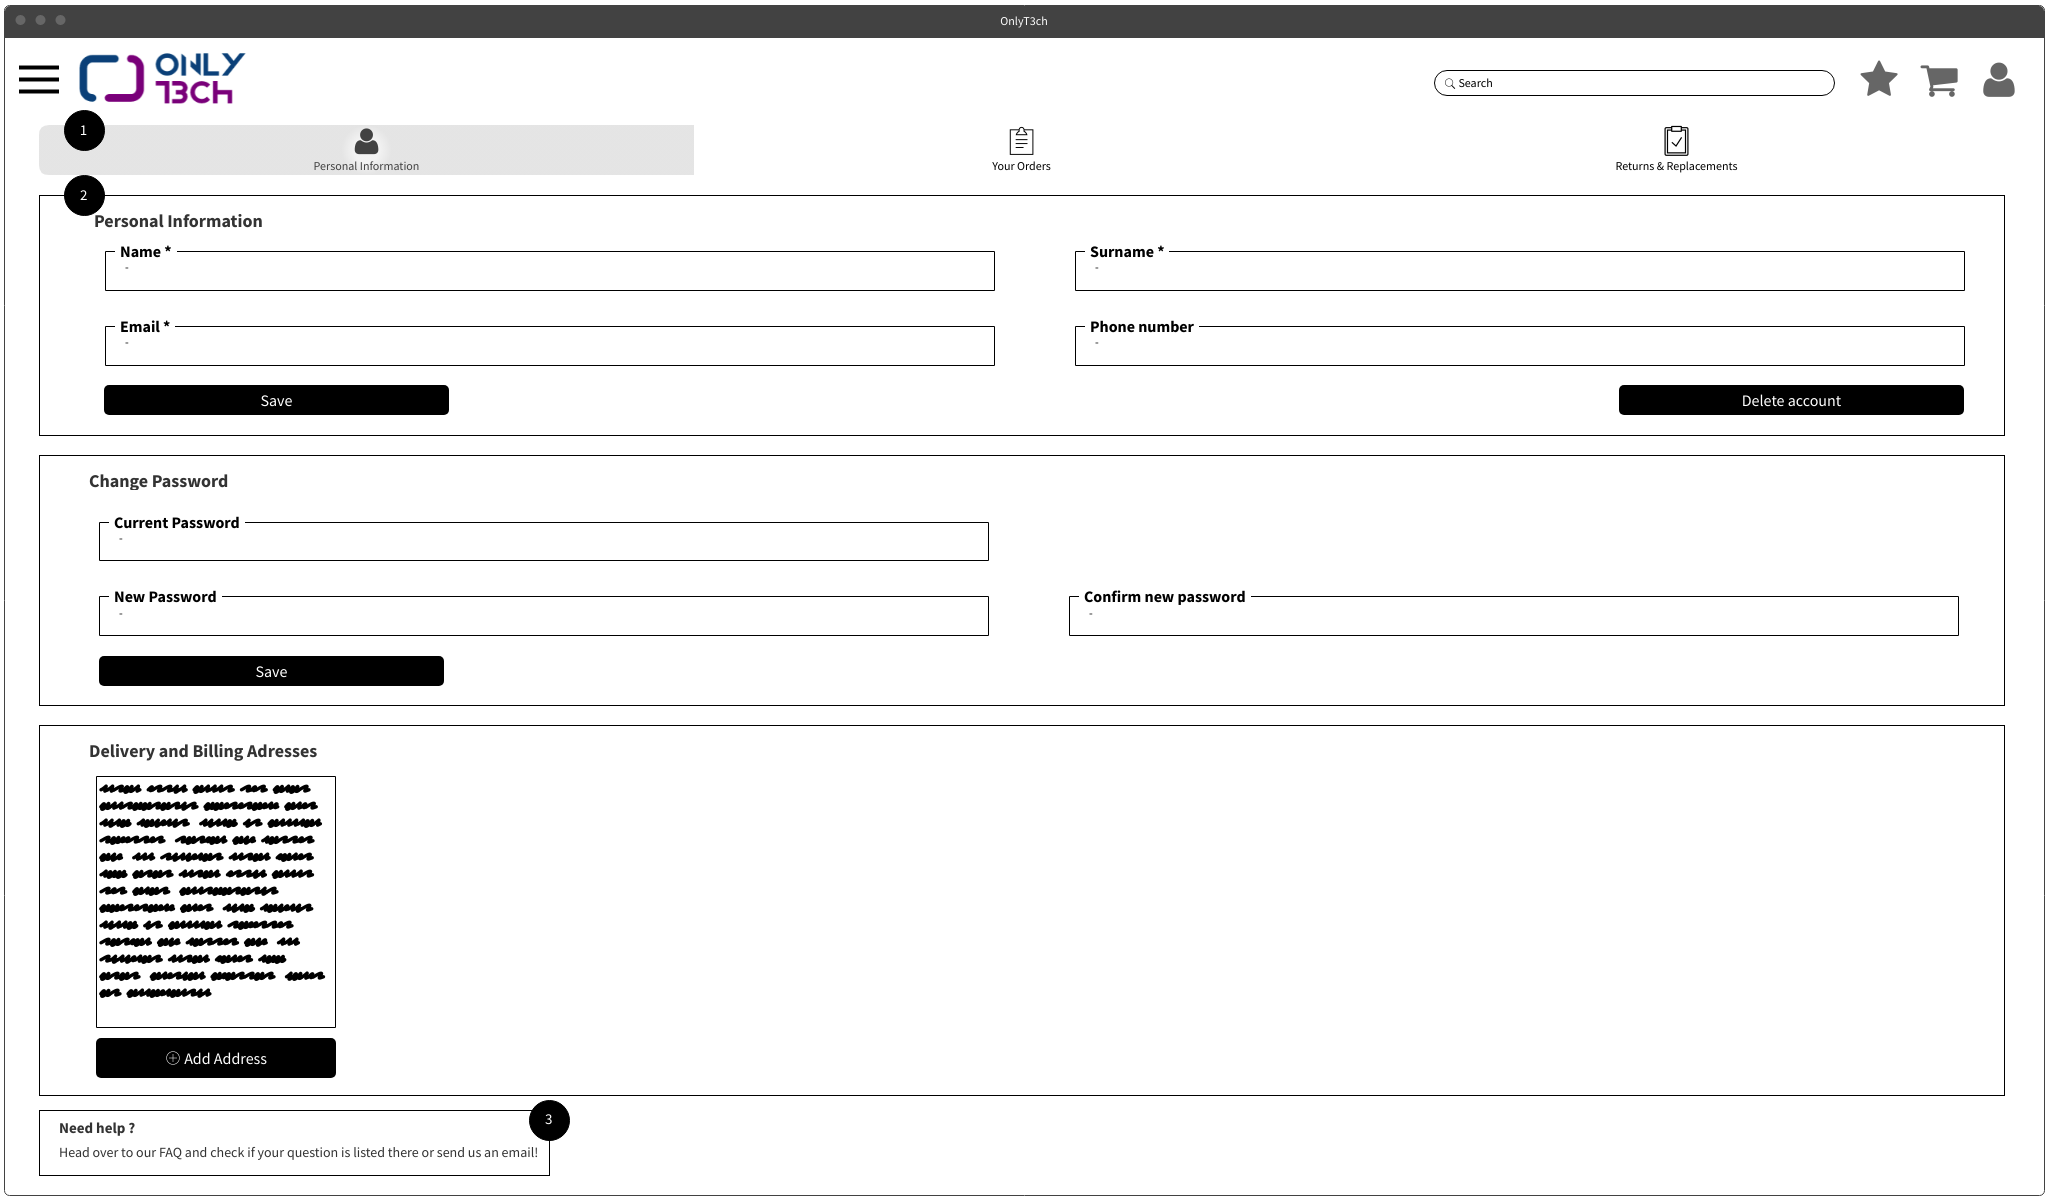 OnlyT3ch
ONLY
T3CH
Search
1
Personal Information
Your Orders
Returns & Replacements
2
Personal Information
Name *
-
Surname *
-
Email *
-
Phone number
-
Save
Delete account
Change Password
Current Password
-
New Password
-
Confirm new password
-
Save
Delivery and Billing Adresses
Add Address
3
Need help ?
Head over to our FAQ and check if your question is listed there or send us an email!